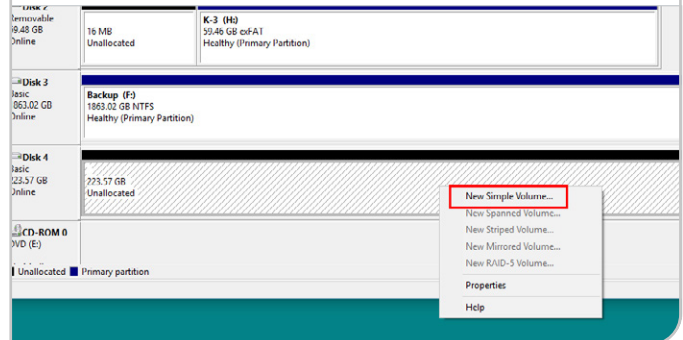 Disk 2
Removable
59.48 GB
Online
16 MB
Unallocated
K-3 (H:)
59.46 GB exFAT
Healthy (Primary Partition)
Disk 3
Basic
1863.02 GB
Online
Backup (F:)
1863.02 GB NTFS
Healthy (Primary Partition)
Disk 4
Basic
223.57 GB
Online
223.57 GB
Unallocated
New Simple Volume...
New Spanned Volume...
New Striped Volume...
New Mirrored Volume...
New RAID-5 Volume...
Properties
Help
CD-ROM 0
DVD (E:)
Unallocated
Primary partition